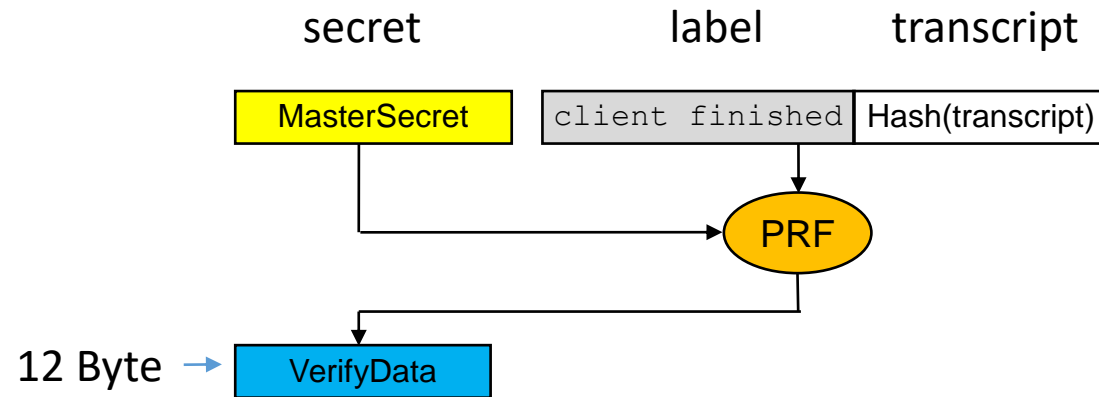 secret label transcript
MasterSecret client finished Hash(transcript)
PRF
12 Byte VerifyData